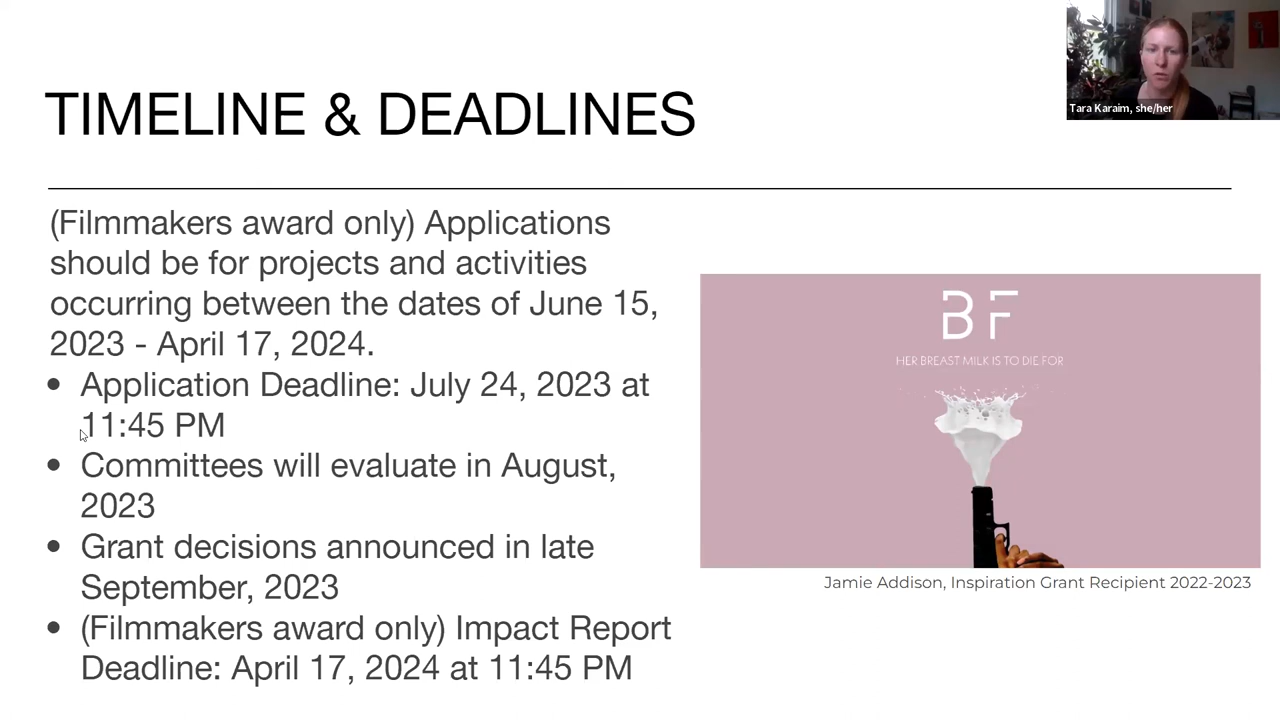 Tara Karaim, she/her
TIMELINE & DEADLINES
(Filmmakers award only) Applications
should be for projects and activities
occurring between the dates of June 15,
2023 - April 17, 2024.
• Application Deadline: July 24, 2023 at
11:45 PM
• Committees will evaluate in August,
2023
• Grant decisions announced in late
September, 2023
• (Filmmakers award only) Impact Report
Deadline: April 17, 2024 at 11:45 PM
BF
HER BREAST MILK IS TO DIE FOR
Jamie Addison, Inspiration Grant Recipient 2022-2023